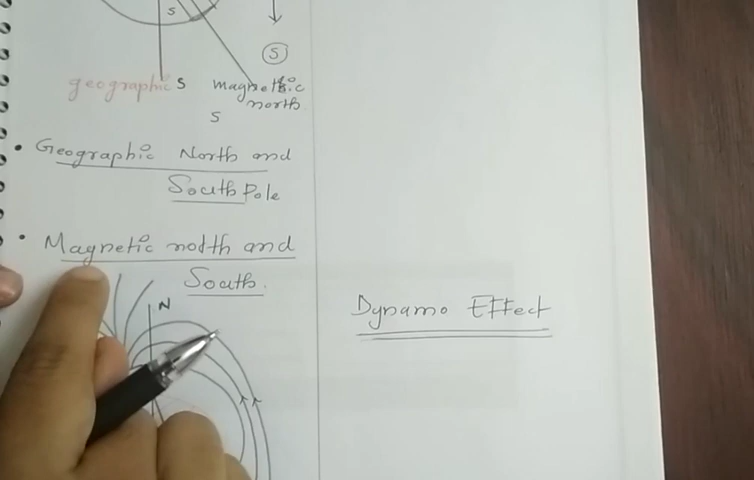 S
S
geographic S magnetic
north
S
• Geographic North and
South Pole
• Magnetic north and
South.
N
Dynamo Effect